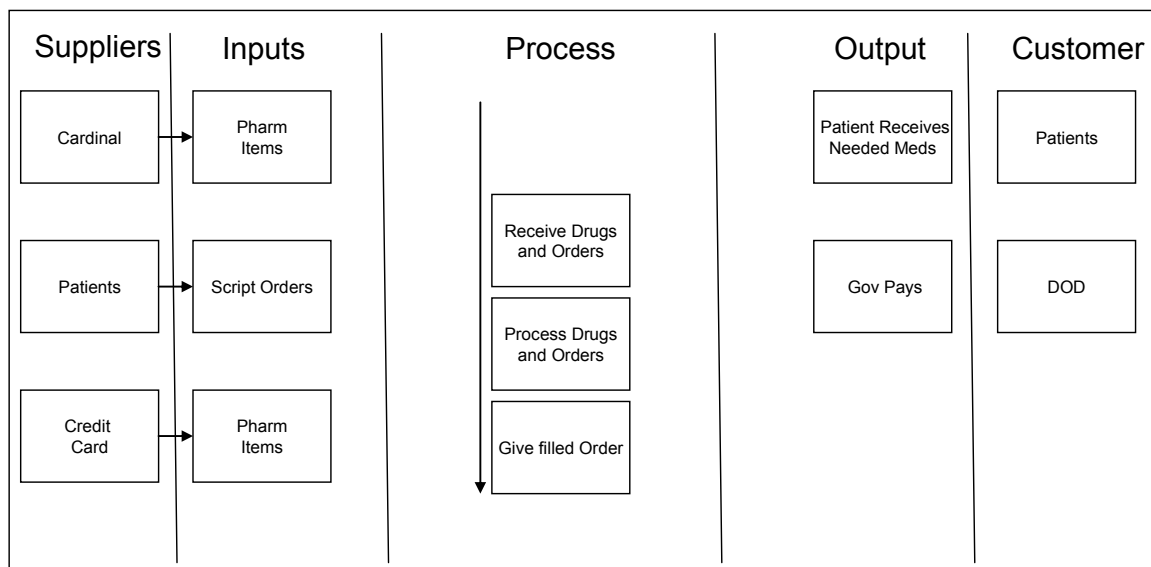 Suppliers
Inputs
Process
Output
Customer
Cardinal
Pharm
Items
Patient Receives
Needed Meds
Patients
Receive Drugs
and Orders
Patients
Script Orders
Gov Pays
DOD
Process Drugs
and Orders
Credit
Card
Pharm
Items
Give filled Order